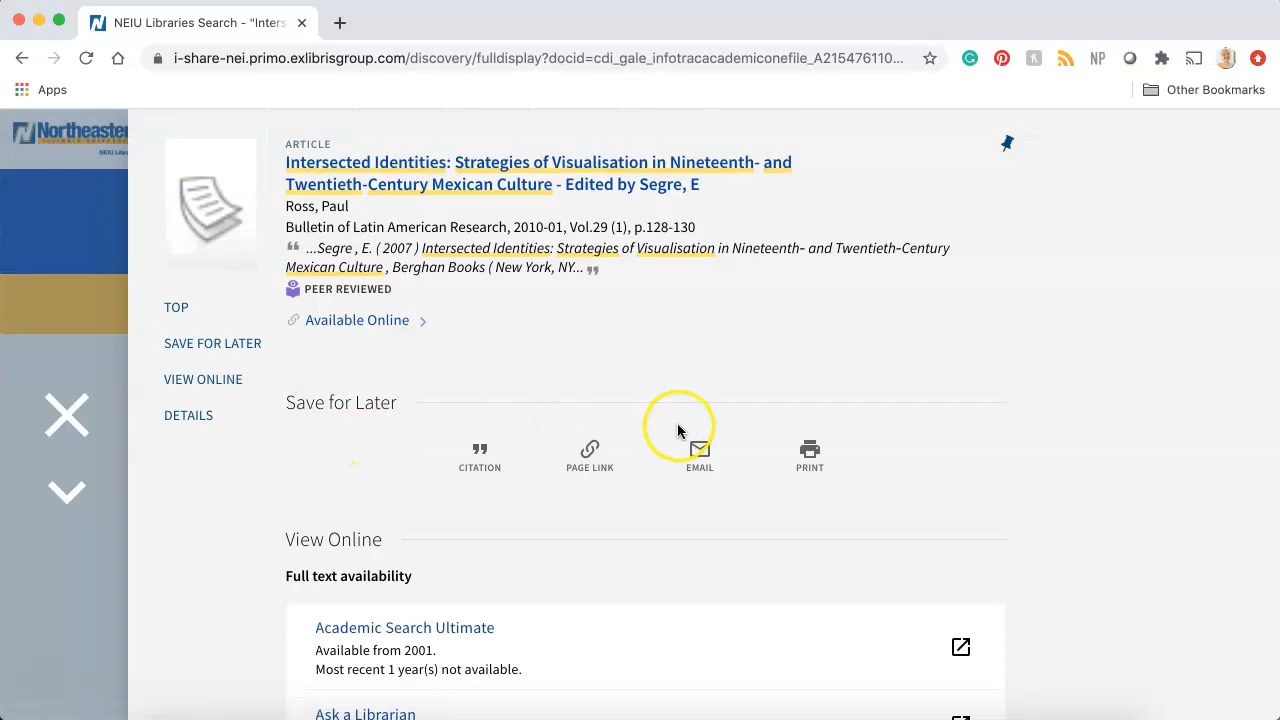 NEIU Libraries Search - "Inters
i-share-nei.primo.exlibrisgroup.com/discovery/fulldisplay?docid=cdi_gale_infotracacademiconefile_A215476110...
NP
Apps
Other Bookmarks
Northeaster
NEIU Libra
ARTICLE
Intersected Identities: Strategies of Visualisation in Nineteenth- and
Twentieth-Century Mexican Culture - Edited by Segre, E
Ross, Paul
Bulletin of Latin American Research, 2010-01, Vol.29 (1), p.128-130
" ...Segre , E. ( 2007 ) Intersected Identities: Strategies of Visualisation in Nineteenth- and Twentieth-Century
Mexican Culture , Berghan Books ( New York, NY... "
PEER REVIEWED
Available Online
TOP
SAVE FOR LATER
VIEW ONLINE
DETAILS
Save for Later
CITATION
PAGE LINK
EMAIL
PRINT
View Online
Full text availability
Academic Search Ultimate
Available from 2001.
Most recent 1 year(s) not available.
Ask a Librarian